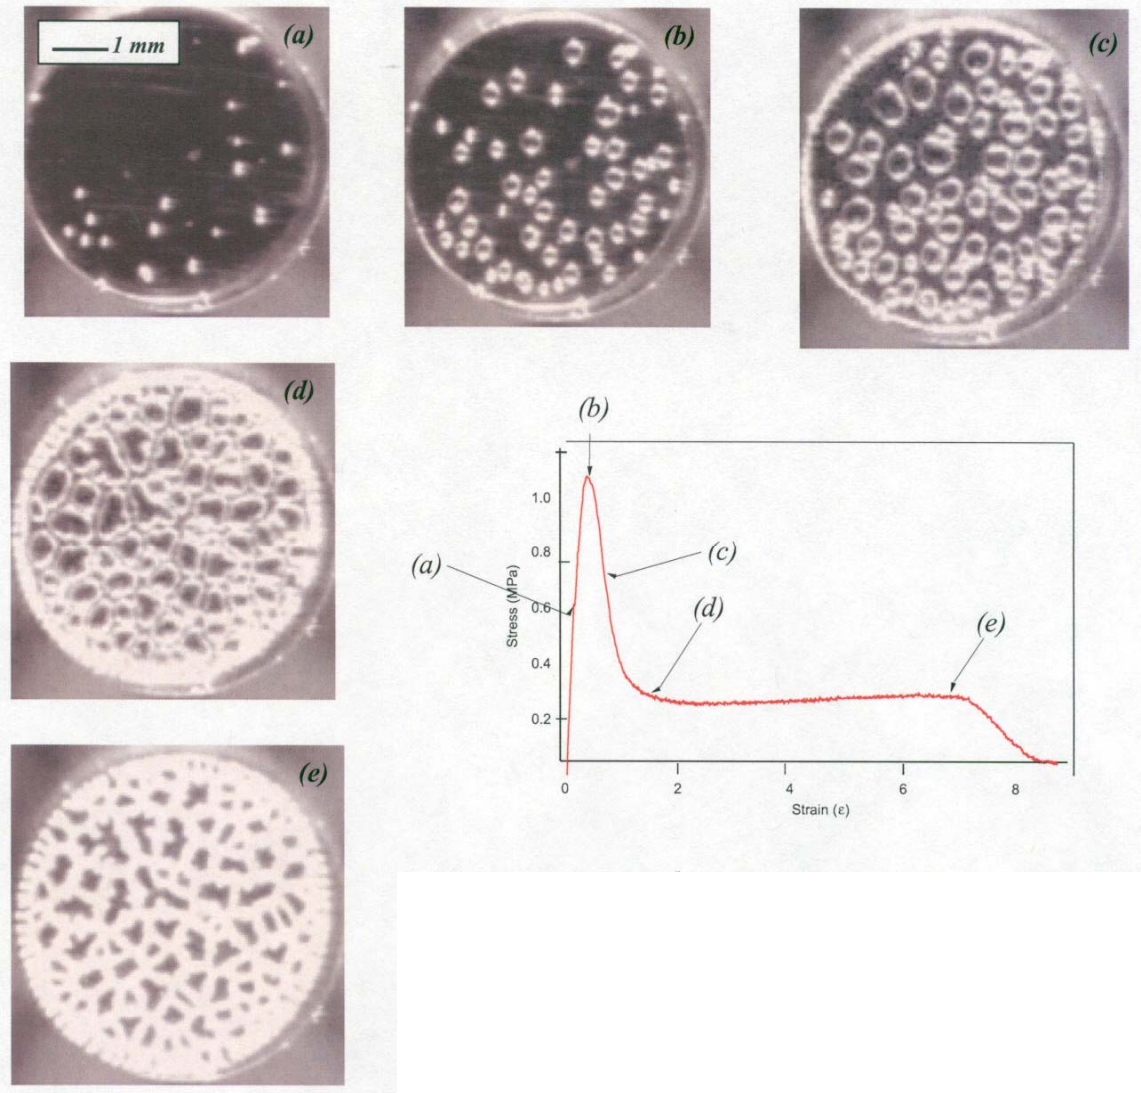 (a)
1 mm
(b)
(c)
(d)
(e)
(b)
(a)
(c)
(d)
(e)
Stress (MPa)
1.0
0.8
0.6
0.4
0.2
0
2
4
6
8
Strain (ε)